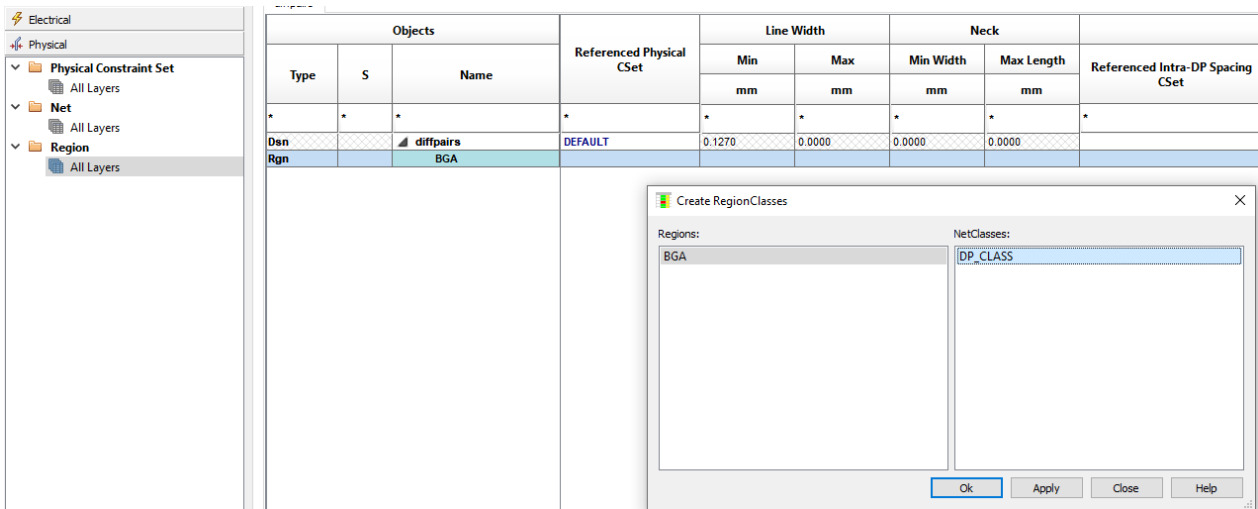 Electrical
Physical
Physical Constraint Set
All Layers
Net
All Layers
Region
All Layers
Objects
Referenced Physical CSet
Line Width
Neck
Referenced Intra-DP Spacing CSet
Type
S
Name
Min
Max
Min Width
Max Length
mm
mm
mm
mm
* * * * * * * * *
Dsn diffpairs DEFAULT 0.1270 0.0000 0.0000 0.0000
Rgn BGA
Create RegionClasses
Regions:
NetClasses:
BGA
DP_CLASS
Ok
Apply
Close
Help